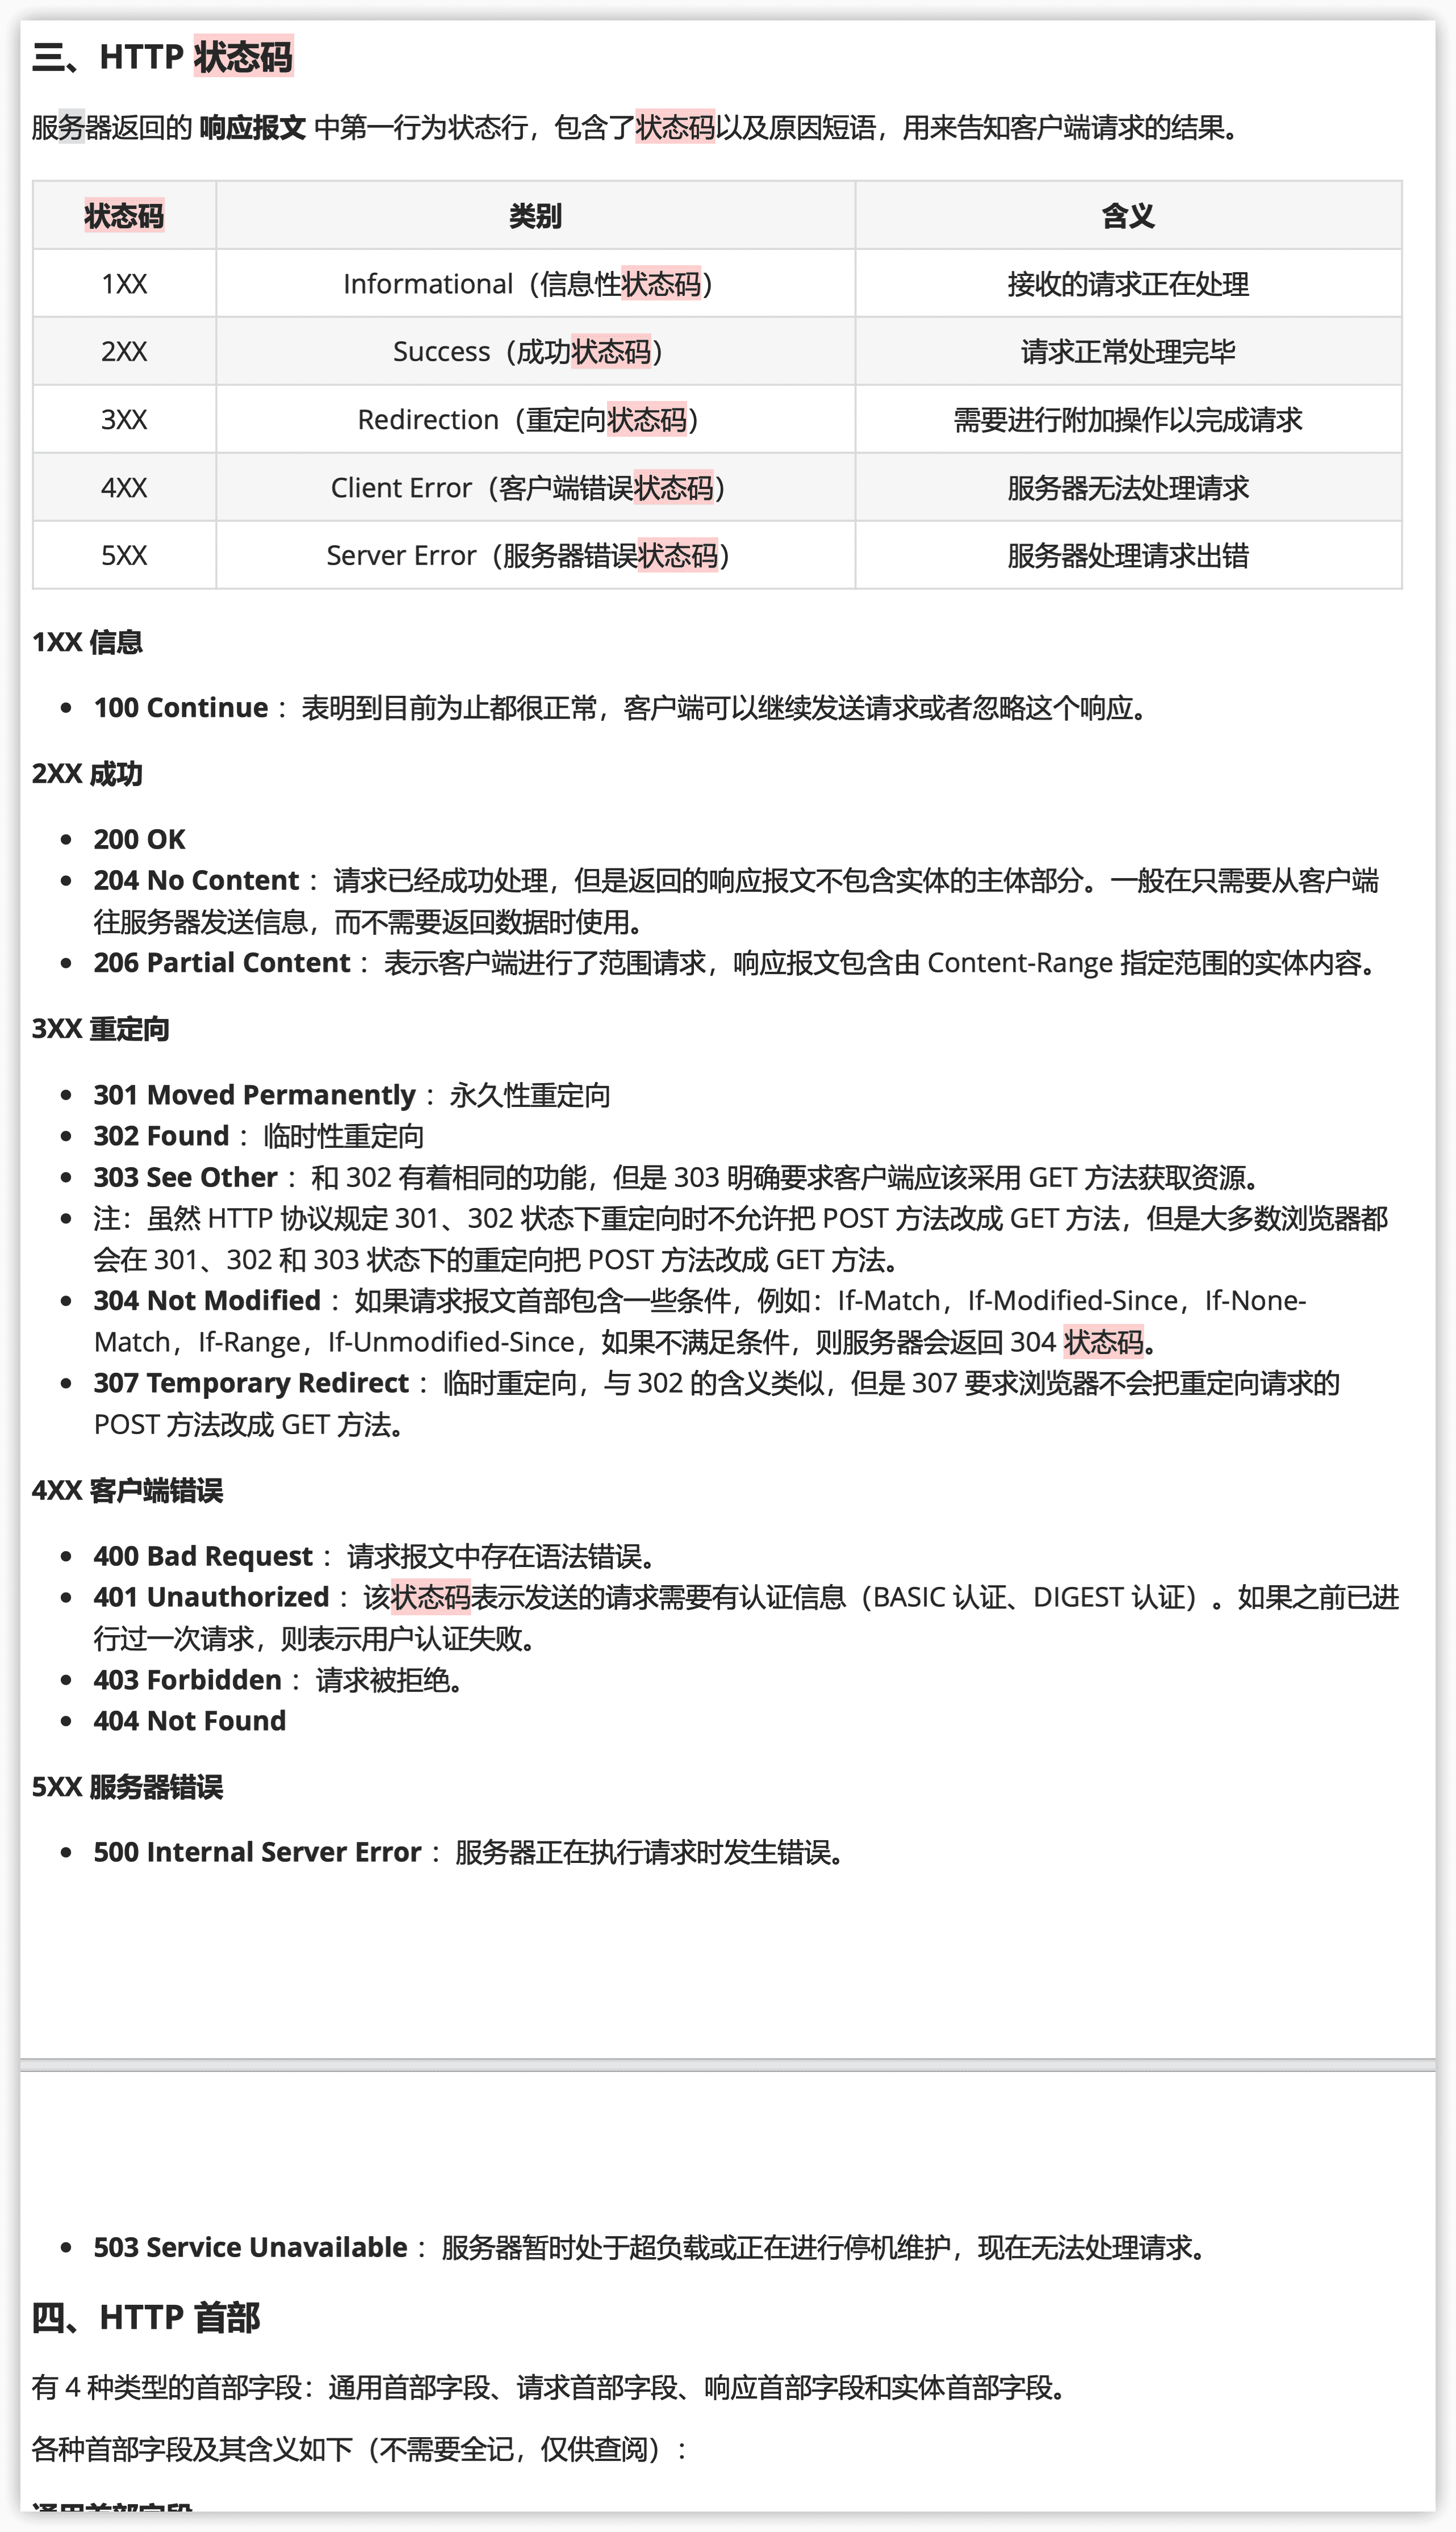 三、HTTP 状态码
服务器返回的 响应报文 中第一行为状态行，包含了状态码以及原因短语，用来告知客户端请求的结果。
状态码 类别 含义
1XX Informational（信息性状态码） 接收的请求正在处理
2XX Success（成功状态码） 请求正常处理完毕
3XX Redirection（重定向状态码） 需要进行附加操作以完成请求
4XX Client Error（客户端错误状态码） 服务器无法处理请求
5XX Server Error（服务器错误状态码） 服务器处理请求出错
1XX 信息
• 100 Continue ：表明到目前为止都很正常，客户端可以继续发送请求或者忽略这个响应。
2XX 成功
• 200 OK
• 204 No Content ：请求已经成功处理，但是返回的响应报文不包含实体的主体部分。一般在只需要从客户端
往服务器发送信息，而不需要返回数据时使用。
• 206 Partial Content ：表示客户端进行了范围请求，响应报文包含由 Content-Range 指定范围的实体内容。
3XX 重定向
• 301 Moved Permanently ：永久性重定向
• 302 Found ：临时性重定向
• 303 See Other ：和 302 有着相同的功能，但是 303 明确要求客户端应该采用 GET 方法获取资源。
• 注：虽然 HTTP 协议规定 301、302 状态下重定向时不允许把 POST 方法改成 GET 方法，但是大多数浏览器都
会在 301、302 和 303 状态下的重定向把 POST 方法改成 GET 方法。
• 304 Not Modified ：如果请求报文首部包含一些条件，例如：If-Match，If-Modified-Since，If-None-
Match，If-Range，If-Unmodified-Since，如果不满足条件，则服务器会返回 304 状态码。
• 307 Temporary Redirect ：临时重定向，与 302 的含义类似，但是 307 要求浏览器不会把重定向请求的
POST 方法改成 GET 方法。
4XX 客户端错误
• 400 Bad Request ：请求报文中存在语法错误。
• 401 Unauthorized ：该状态码表示发送的请求需要有认证信息（BASIC 认证、DIGEST 认证）。如果之前已进
行过一次请求，则表示用户认证失败。
• 403 Forbidden ：请求被拒绝。
• 404 Not Found
5XX 服务器错误
• 500 Internal Server Error ：服务器正在执行请求时发生错误。
• 503 Service Unavailable ：服务器暂时处于超负载或正在进行停机维护，现在无法处理请求。
四、HTTP 首部
有 4 种类型的首部字段：通用首部字段、请求首部字段、响应首部字段和实体首部字段。
各种首部字段及其含义如下（不需要全记，仅供查阅）：
通用首部字段